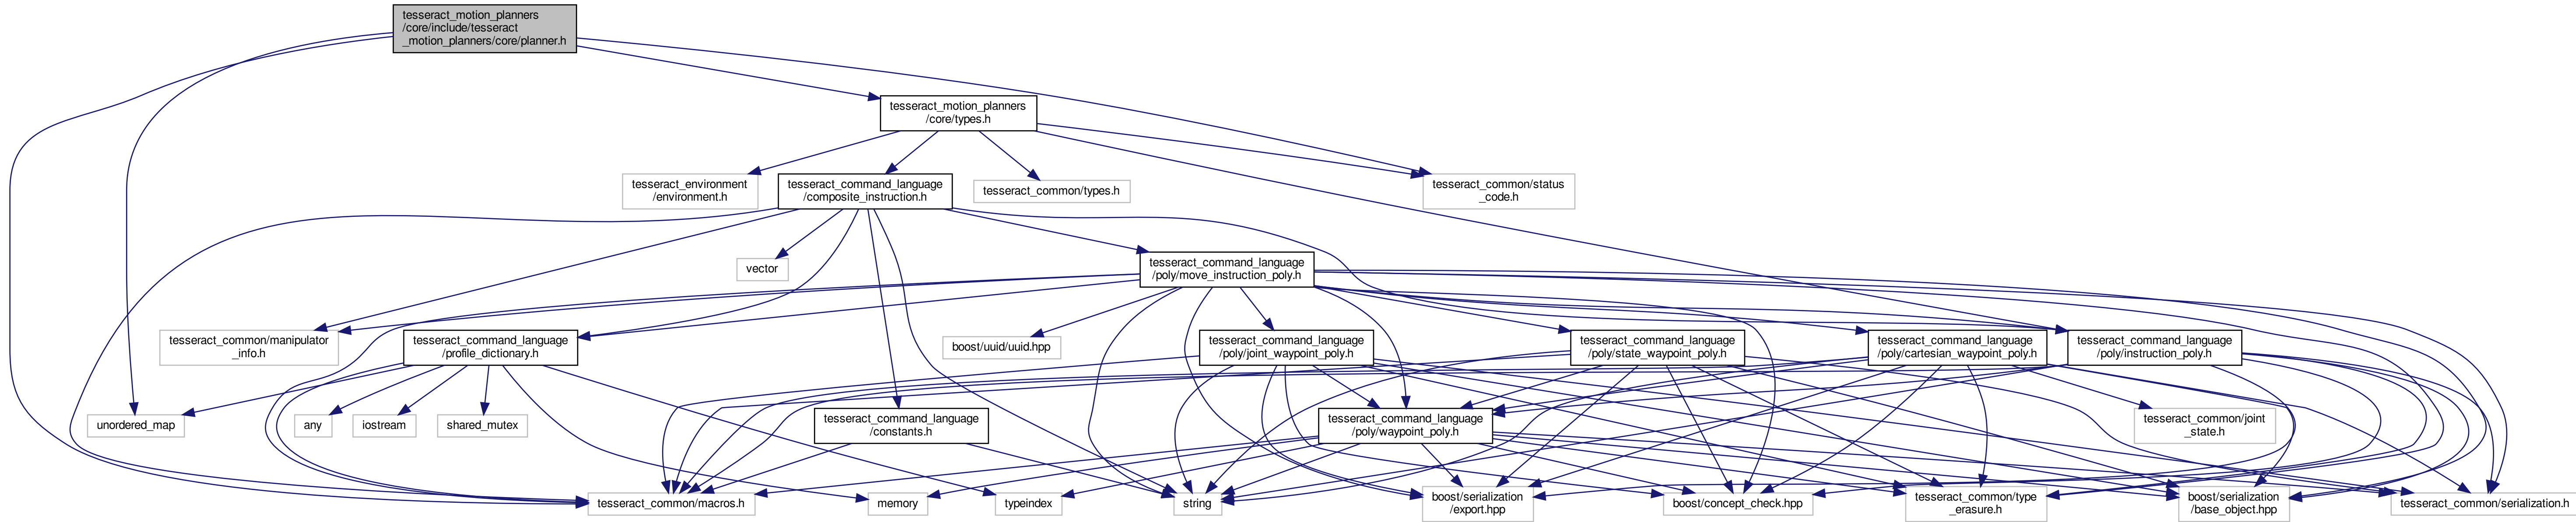 tesseract_motion_planners
/core/include/tesseract
_motion_planners/core/planner.h
tesseract_motion_planners
/core/types.h
tesseract_environment
/environment.h
tesseract_command_language
/composite_instruction.h
tesseract_common/types.h
tesseract_common/status
_code.h
vector
tesseract_command_language
/poly/move_instruction_poly.h
tesseract_common/manipulator
_info.h
tesseract_command_language
/profile_dictionary.h
boost/uuid/uuid.hpp
tesseract_command_language
/poly/joint_waypoint_poly.h
tesseract_command_language
/poly/state_waypoint_poly.h
tesseract_command_language
/poly/cartesian_waypoint_poly.h
tesseract_command_language
/poly/instruction_poly.h
unordered_map
any
iostream
shared_mutex
tesseract_command_language
/constants.h
tesseract_command_language
/poly/waypoint_poly.h
tesseract_common/joint
_state.h
tesseract_common/macros.h
memory
typeindex
string
boost/serialization
/export.hpp
boost/concept_check.hpp
tesseract_common/type
_erasure.h
boost/serialization
/base_object.hpp
tesseract_common/serialization.h